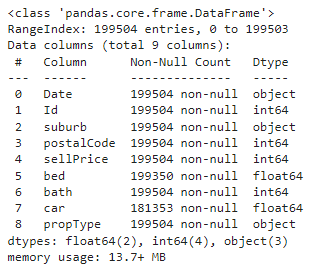 <class 'pandas.core.frame.DataFrame'>
RangeIndex: 199504 entries, 0 to 199503
Data columns (total 9 columns):
 #   Column      Non-Null Count   Dtype
---  ------      --------------   -----
 0   Date        199504 non-null  object
 1   Id          199504 non-null  int64
 2   suburb      199504 non-null  object
 3   postalCode  199504 non-null  int64
 4   sellPrice   199504 non-null  int64
 5   bed         199350 non-null  float64
 6   bath        199504 non-null  int64
 7   car         181353 non-null  float64
 8   propType    199504 non-null  object
dtypes: float64(2), int64(4), object(3)
memory usage: 13.7+ MB